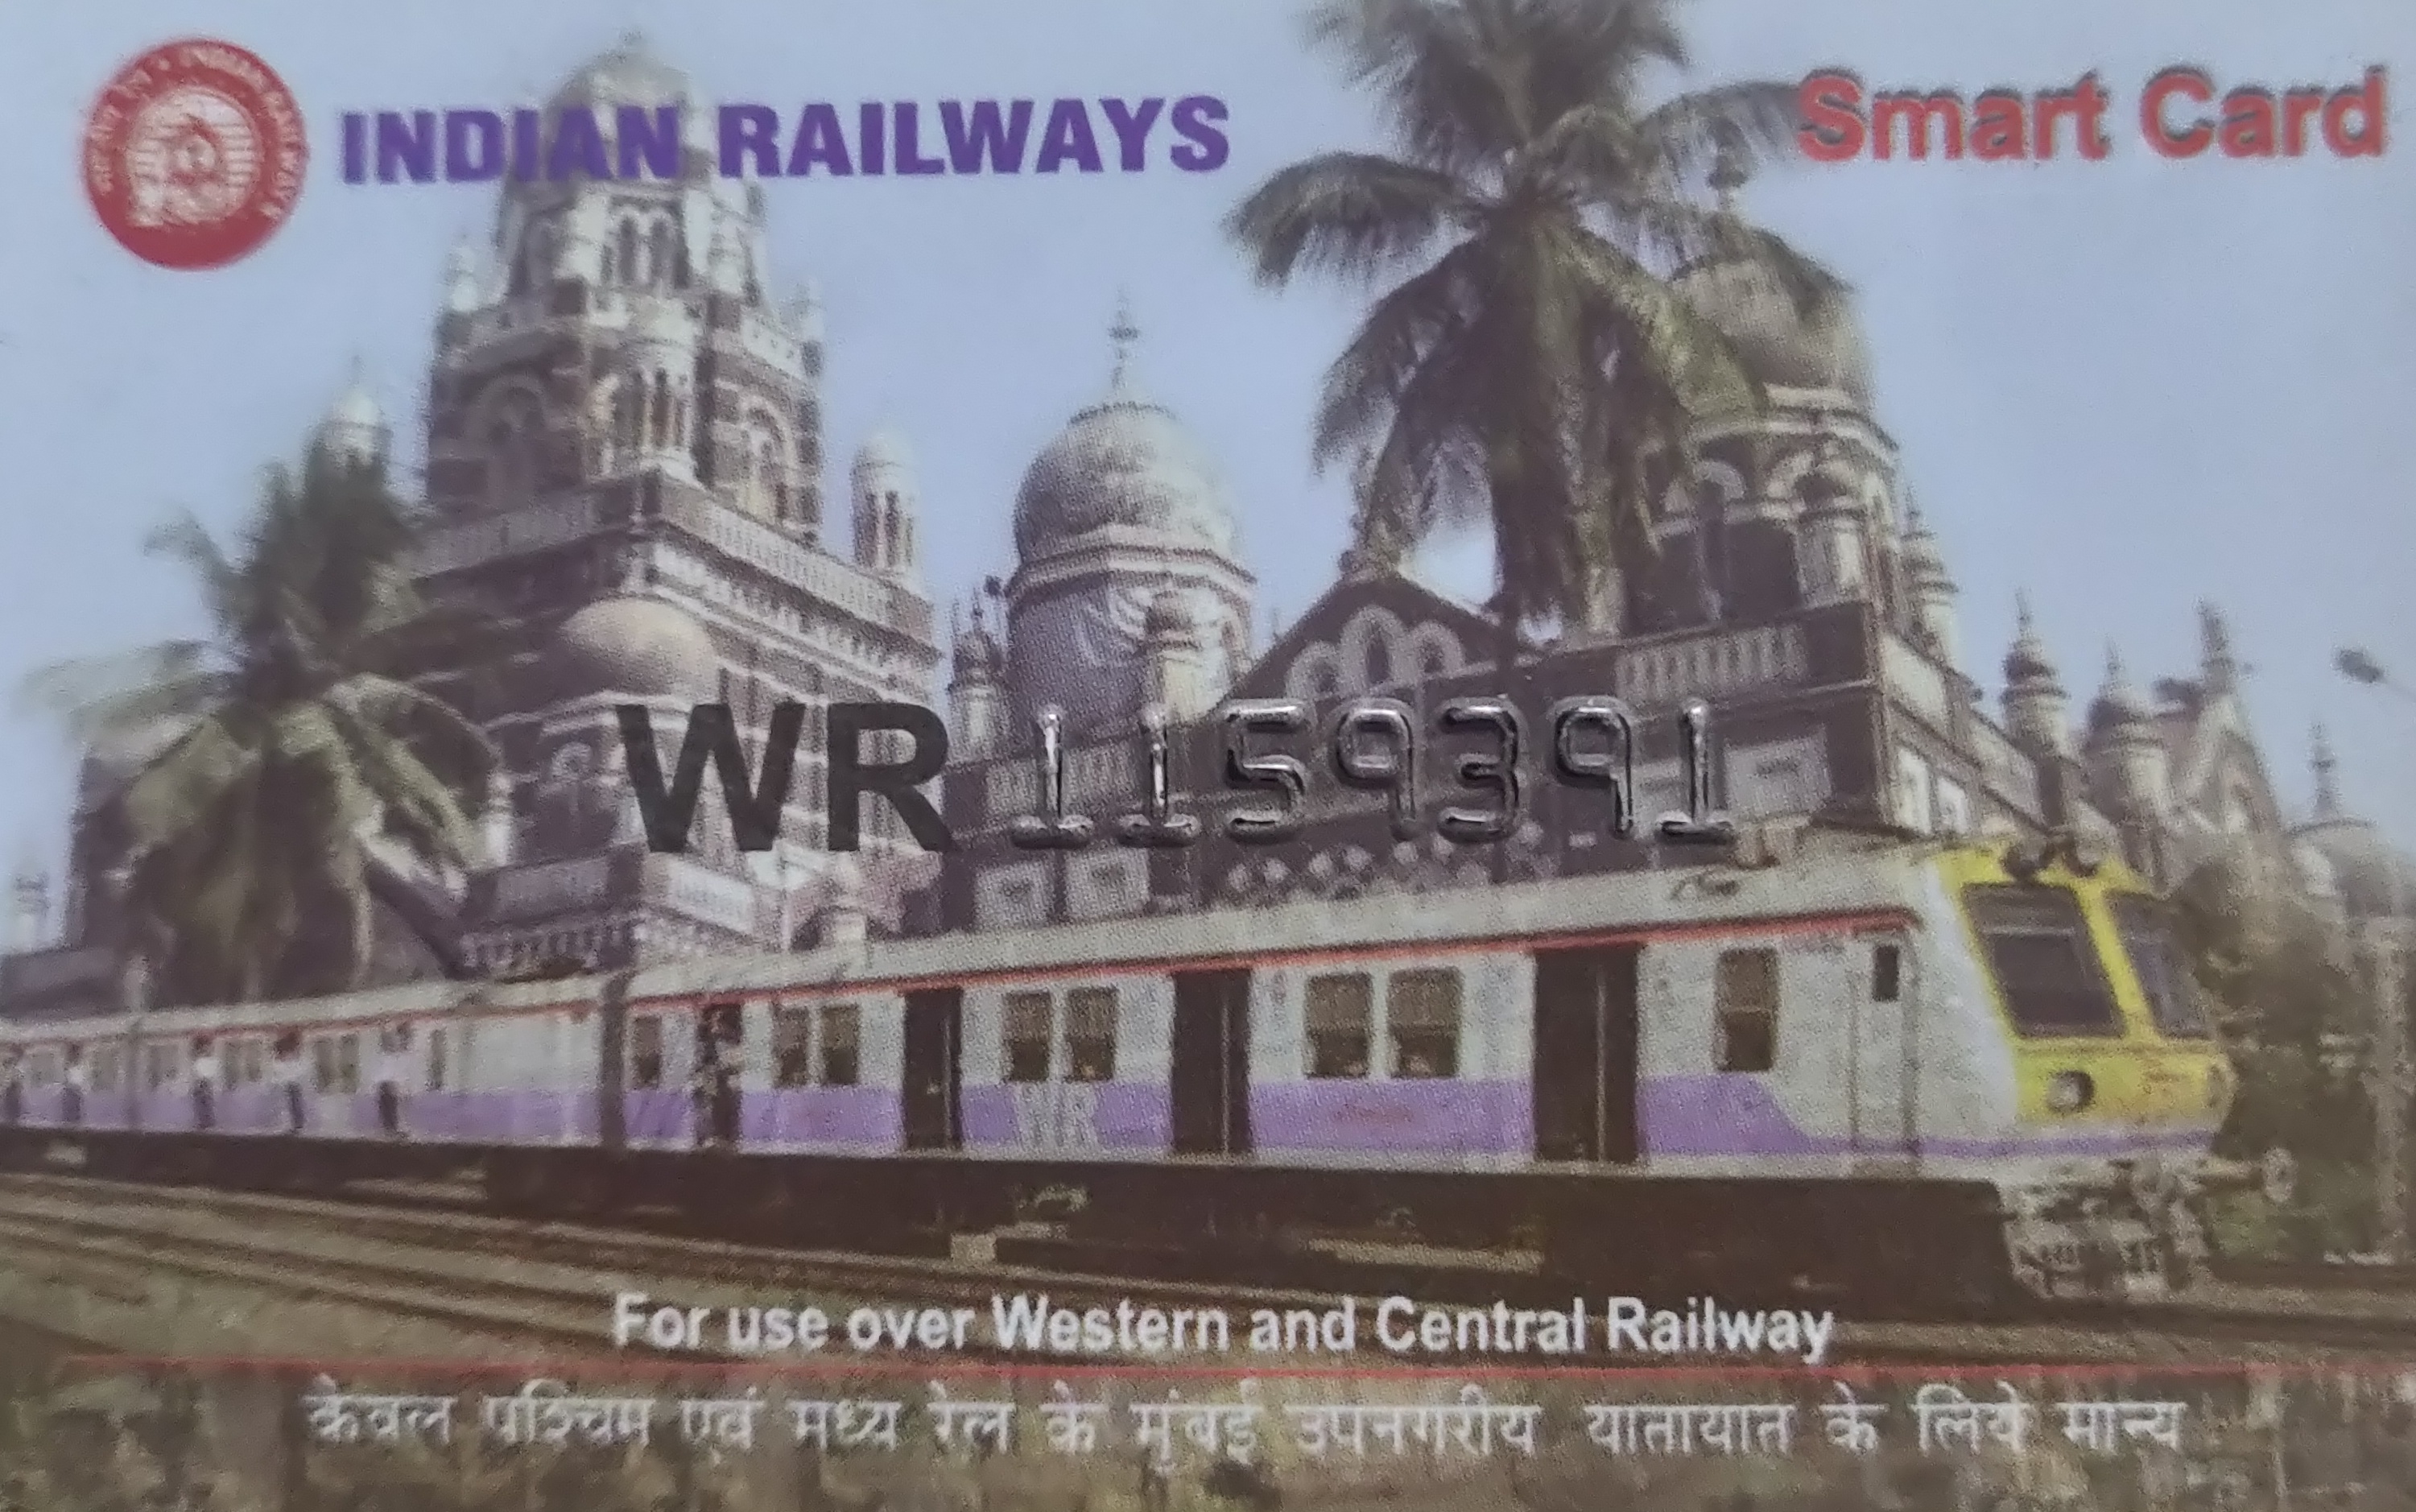 INDIAN RAILWAYS
Smart Card
WR 1159391
WR
For use over Western and Central Railway
केवल पश्चिम एवं मध्य रेल के मुंबई उपनगरीय यातायात के लिये मान्य